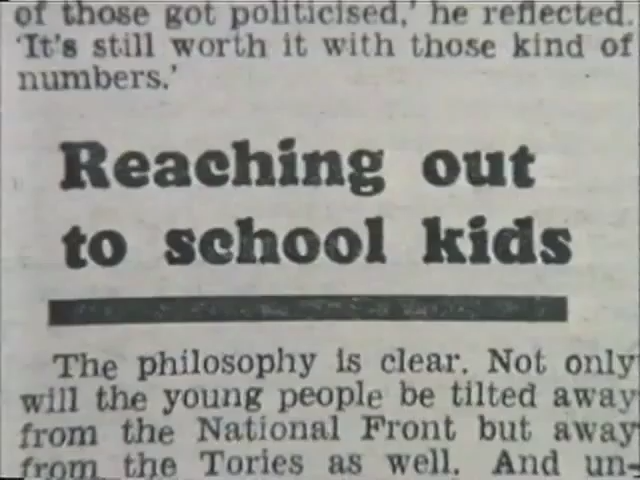 of those got politicised,' he reflected.
'It's still worth it with those kind of
numbers.'
Reaching out
to school kids
The philosophy is clear. Not only
will the young people be tilted away
from the National Front but away
from the Tories as well. And un-